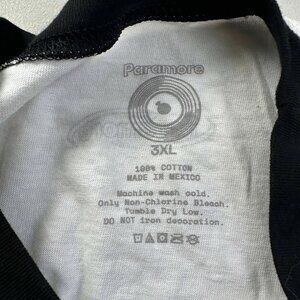 Paramore
3XL
100% COTTON
MADE IN MEXICO
Machine wash cold.
Only Non-Chlorine Bleach.
Tumble Dry Low.
DO NOT iron decoration.